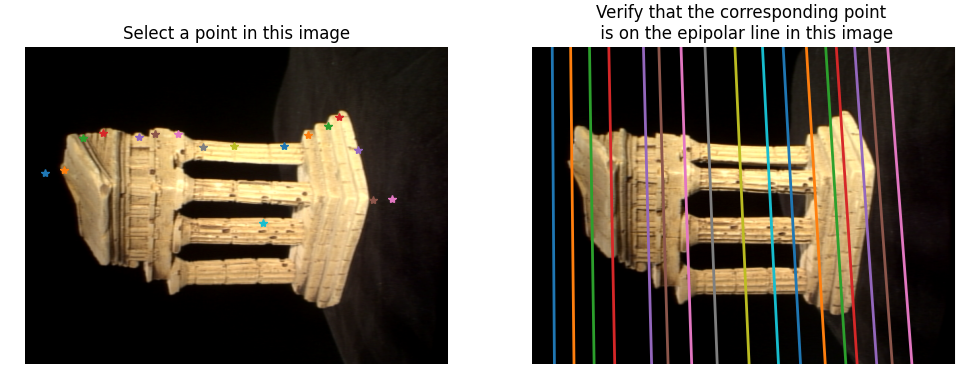 Select a point in this image
Verify that the corresponding point
is on the epipolar line in this image